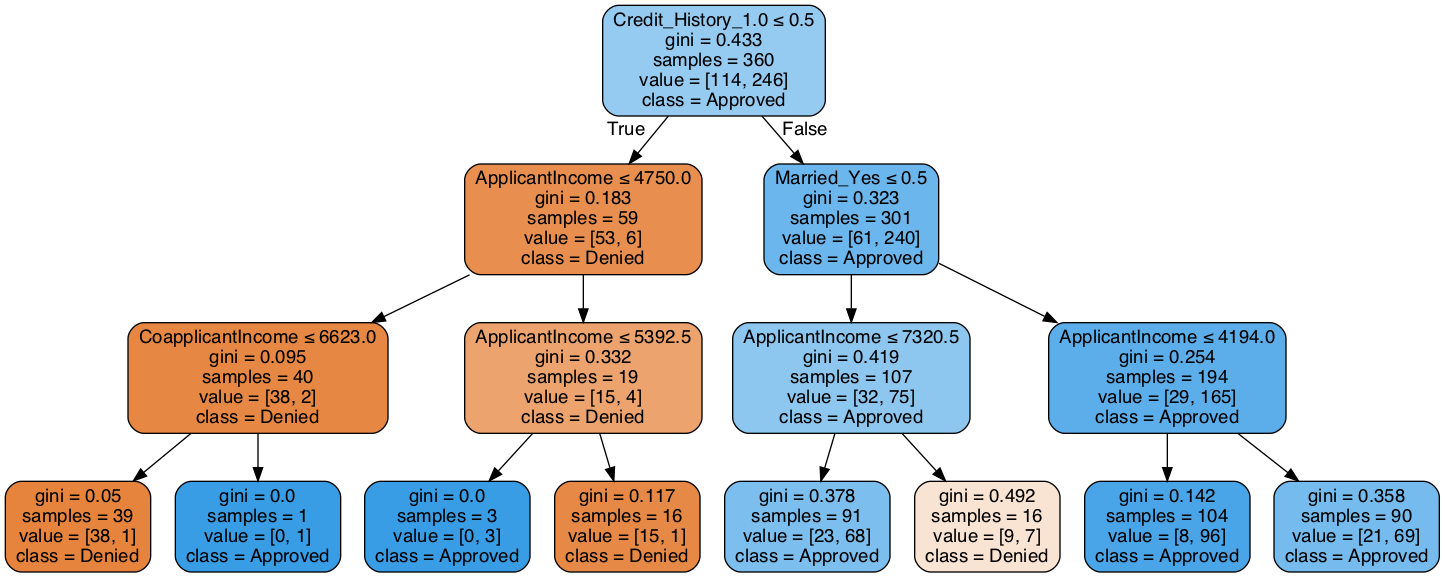 Credit_History_1.0 ≤ 0.5
gini = 0.433
samples = 360
value = [114, 246]
class = Approved
True
False
ApplicantIncome ≤ 4750.0
gini = 0.183
samples = 59
value = [53, 6]
class = Denied
Married_Yes ≤ 0.5
gini = 0.323
samples = 301
value = [61, 240]
class = Approved
CoapplicantIncome ≤ 6623.0
gini = 0.095
samples = 40
value = [38, 2]
class = Denied
ApplicantIncome ≤ 5392.5
gini = 0.332
samples = 19
value = [15, 4]
class = Denied
ApplicantIncome ≤ 7320.5
gini = 0.419
samples = 107
value = [32, 75]
class = Approved
ApplicantIncome ≤ 4194.0
gini = 0.254
samples = 194
value = [29, 165]
class = Approved
gini = 0.05
samples = 39
value = [38, 1]
class = Denied
gini = 0.0
samples = 1
value = [0, 1]
class = Approved
gini = 0.0
samples = 3
value = [0, 3]
class = Approved
gini = 0.117
samples = 16
value = [15, 1]
class = Denied
gini = 0.378
samples = 91
value = [23, 68]
class = Approved
gini = 0.492
samples = 16
value = [9, 7]
class = Denied
gini = 0.142
samples = 104
value = [8, 96]
class = Approved
gini = 0.358
samples = 90
value = [21, 69]
class = Approved